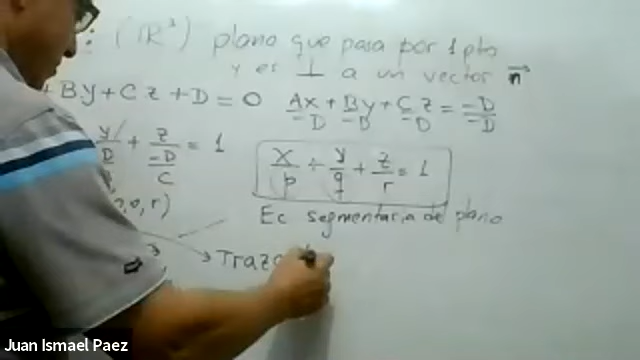 : (ℝ³) plano que pasa por 1 pto
y es ⊥ a un vector n⃗
+ By + Cz + D = 0   Ax/-D + By/-D + Cz/-D = -D/-D
+ z/(-D/C) = 1   x/p + y/q + z/r = 1
,0, r)
Ec segmentaria del plano
→ Traz
Juan Ismael Paez